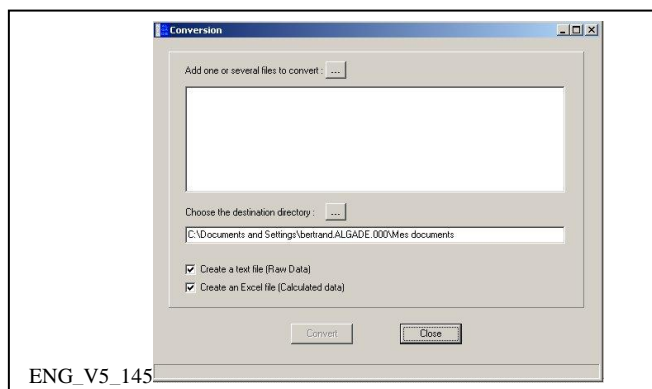 Conversion
Add one or several files to convert : ...
Choose the destination directory : ...
C:\Documents and Settings\bertrand.ALGADE.000\Mes documents
Create a text file (Raw Data)
Create an Excel file (Calculated data)
Convert Close
ENG_V5_145